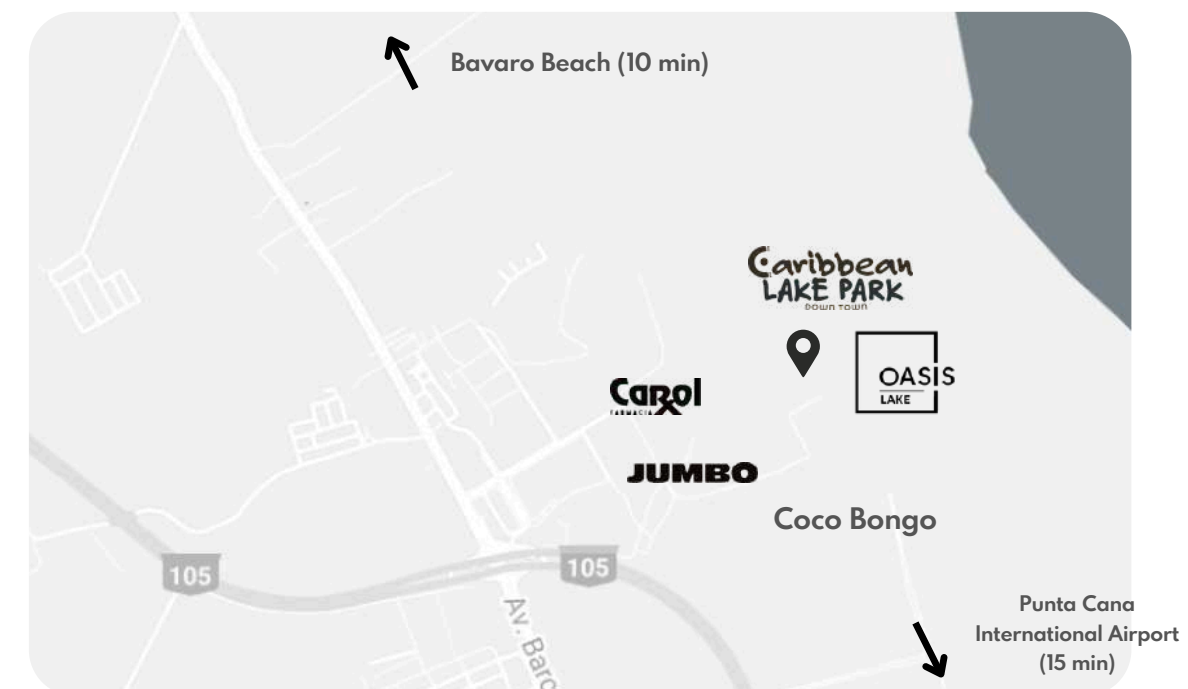 Bavaro Beach (10 min)
Caribbean
LAKE PARK
DOWN TOWN
OASIS
LAKE
Carol
FARMACIA
JUMBO
Coco Bongo
105
105
Av. Barc
Punta Cana
International Airport
(15 min)